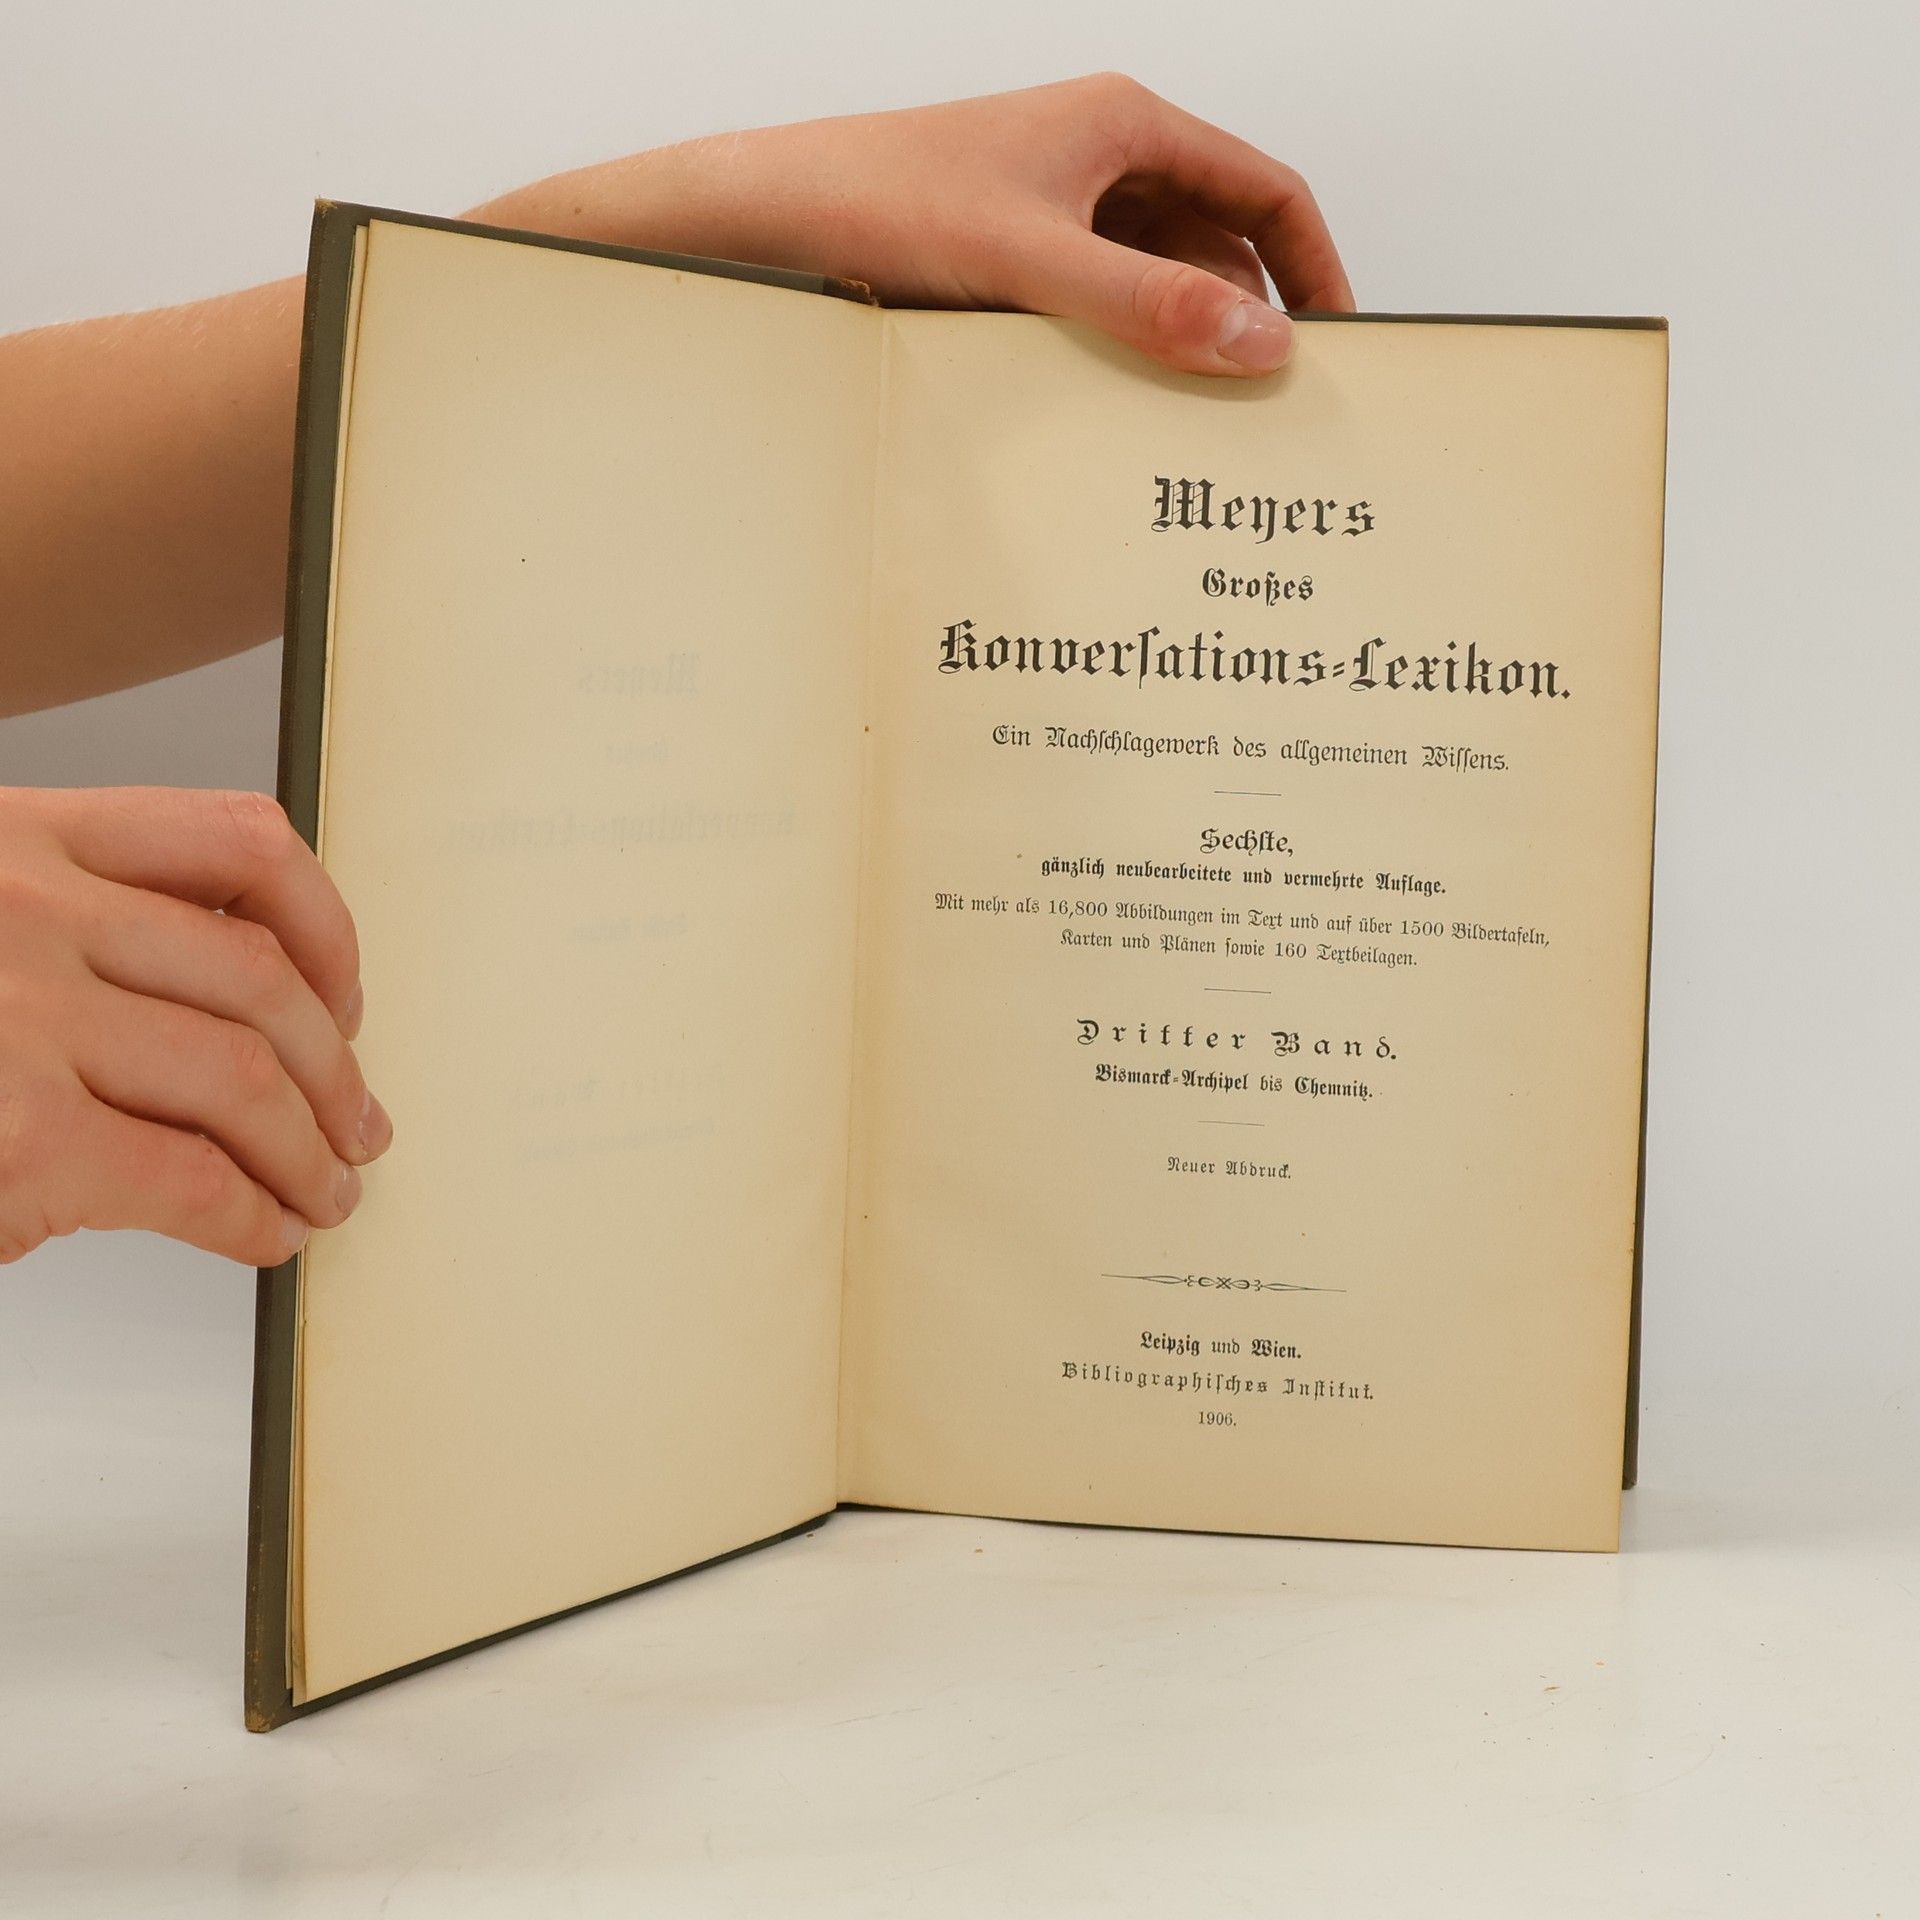 Meyers
Großes
Konverſations-Lexikon.
Ein Nachſchlagewerk des allgemeinen Wiſſens.
Sechſte,
gänzlich neubearbeitete und vermehrte Auflage.
Mit mehr als 16,800 Abbildungen im Text und auf über 1500 Bildertafeln,
Karten und Plänen ſowie 160 Textbeilagen.
Dritter Band.
Bismarck-Archipel bis Chemnitz.
Neuer Abdruck.
Leipzig und Wien.
Bibliographiſches Inſtitut.
1906.